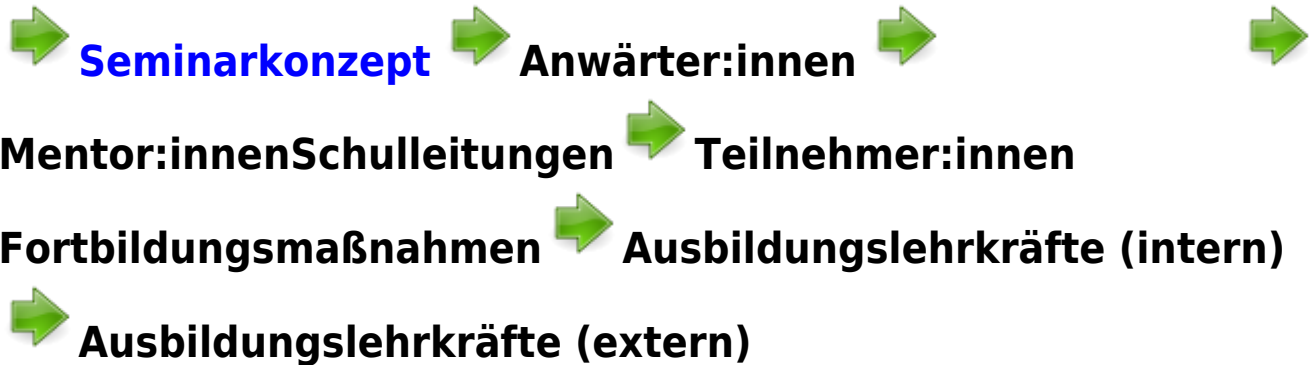 Seminarkonzept Anwärter:innen
Mentor:innenSchulleitungen Teilnehmer:innen
Fortbildungsmaßnahmen Ausbildungslehrkräfte (intern)
Ausbildungslehrkräfte (extern)